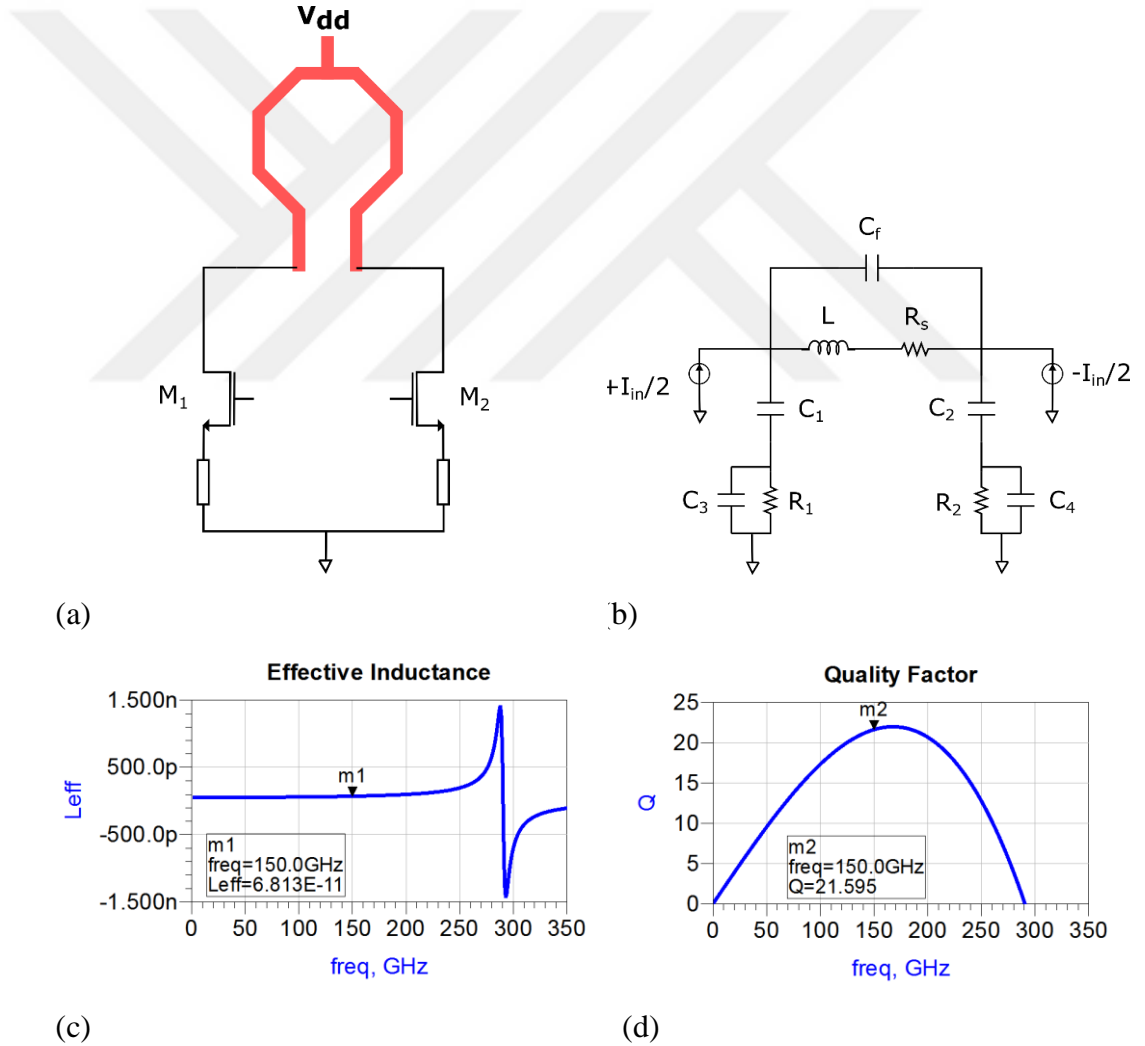 Vdd
M1
M2
(a)
Cf
L
Rs
+Iin/2
-Iin/2
C1
C2
C3
R1
R2
C4
b)
Effective Inductance
1.500n
500.0p
-500.0p
-1.500n
Leff
m1
m1
freq=150.0GHz
Leff=6.813E-11
0 50 100 150 200 250 300 350
freq, GHz
(c)
Quality Factor
25
20
15
10
5
0
Q
m2
m2
freq=150.0GHz
Q=21.595
0 50 100 150 200 250 300 350
freq, GHz
(d)